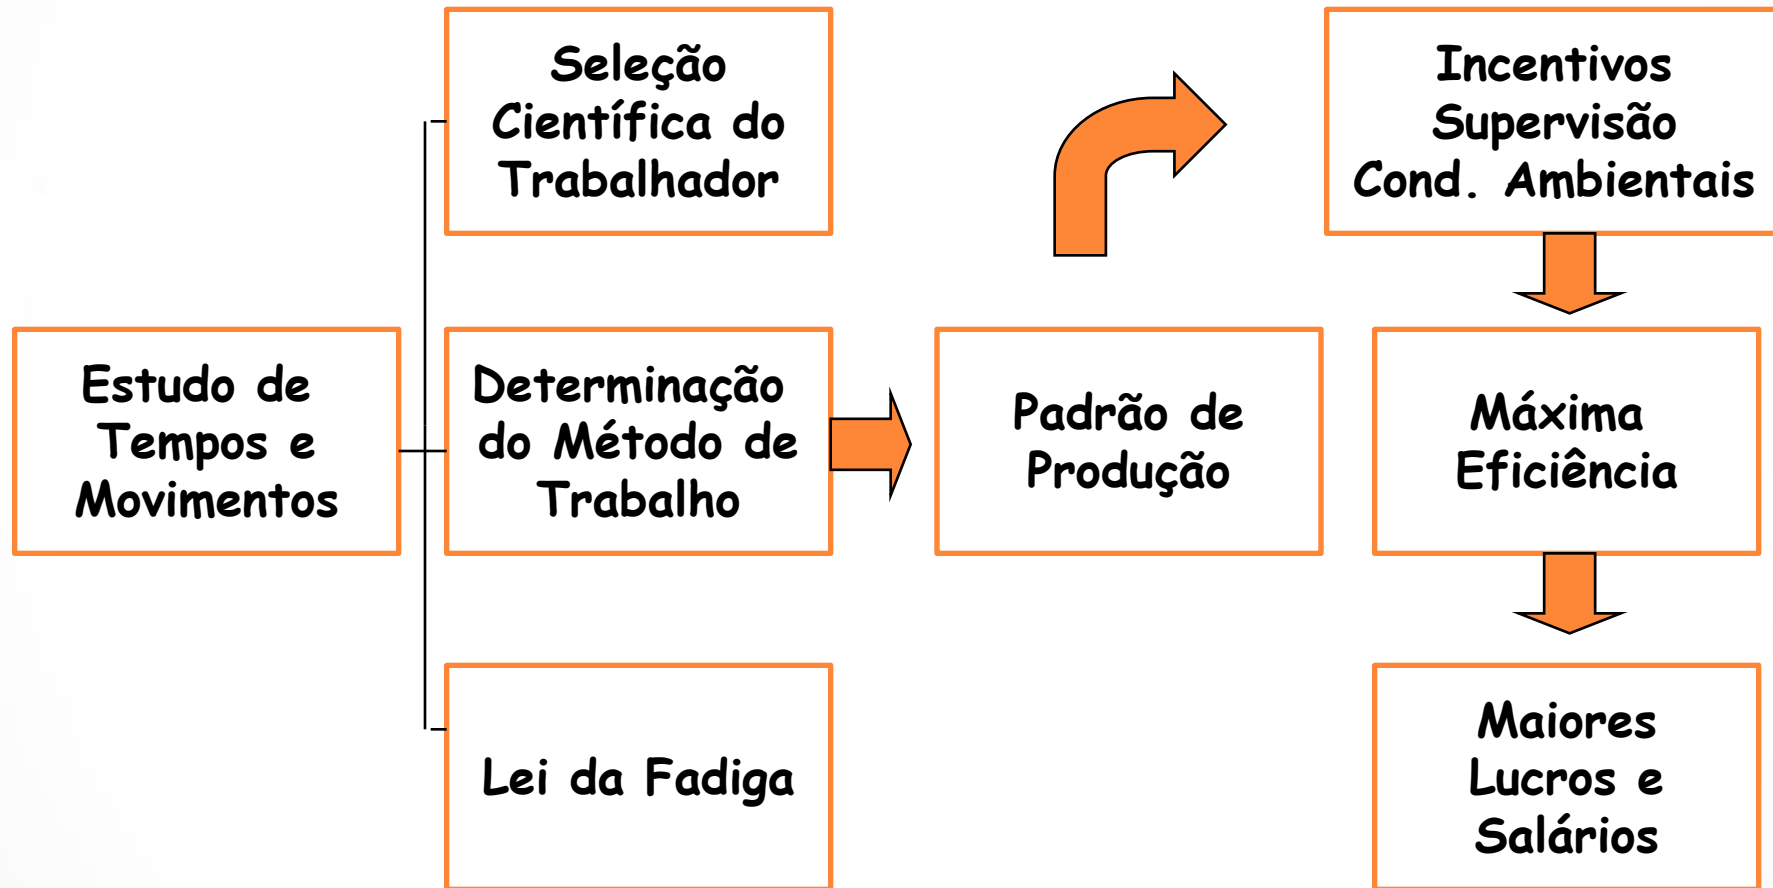 Seleção
Científica do
Trabalhador
Incentivos
Supervisão
Cond. Ambientais
Estudo de
Tempos e
Movimentos
Determinação
do Método de
Trabalho
Padrão de
Produção
Máxima
Eficiência
Lei da Fadiga
Maiores
Lucros e
Salários